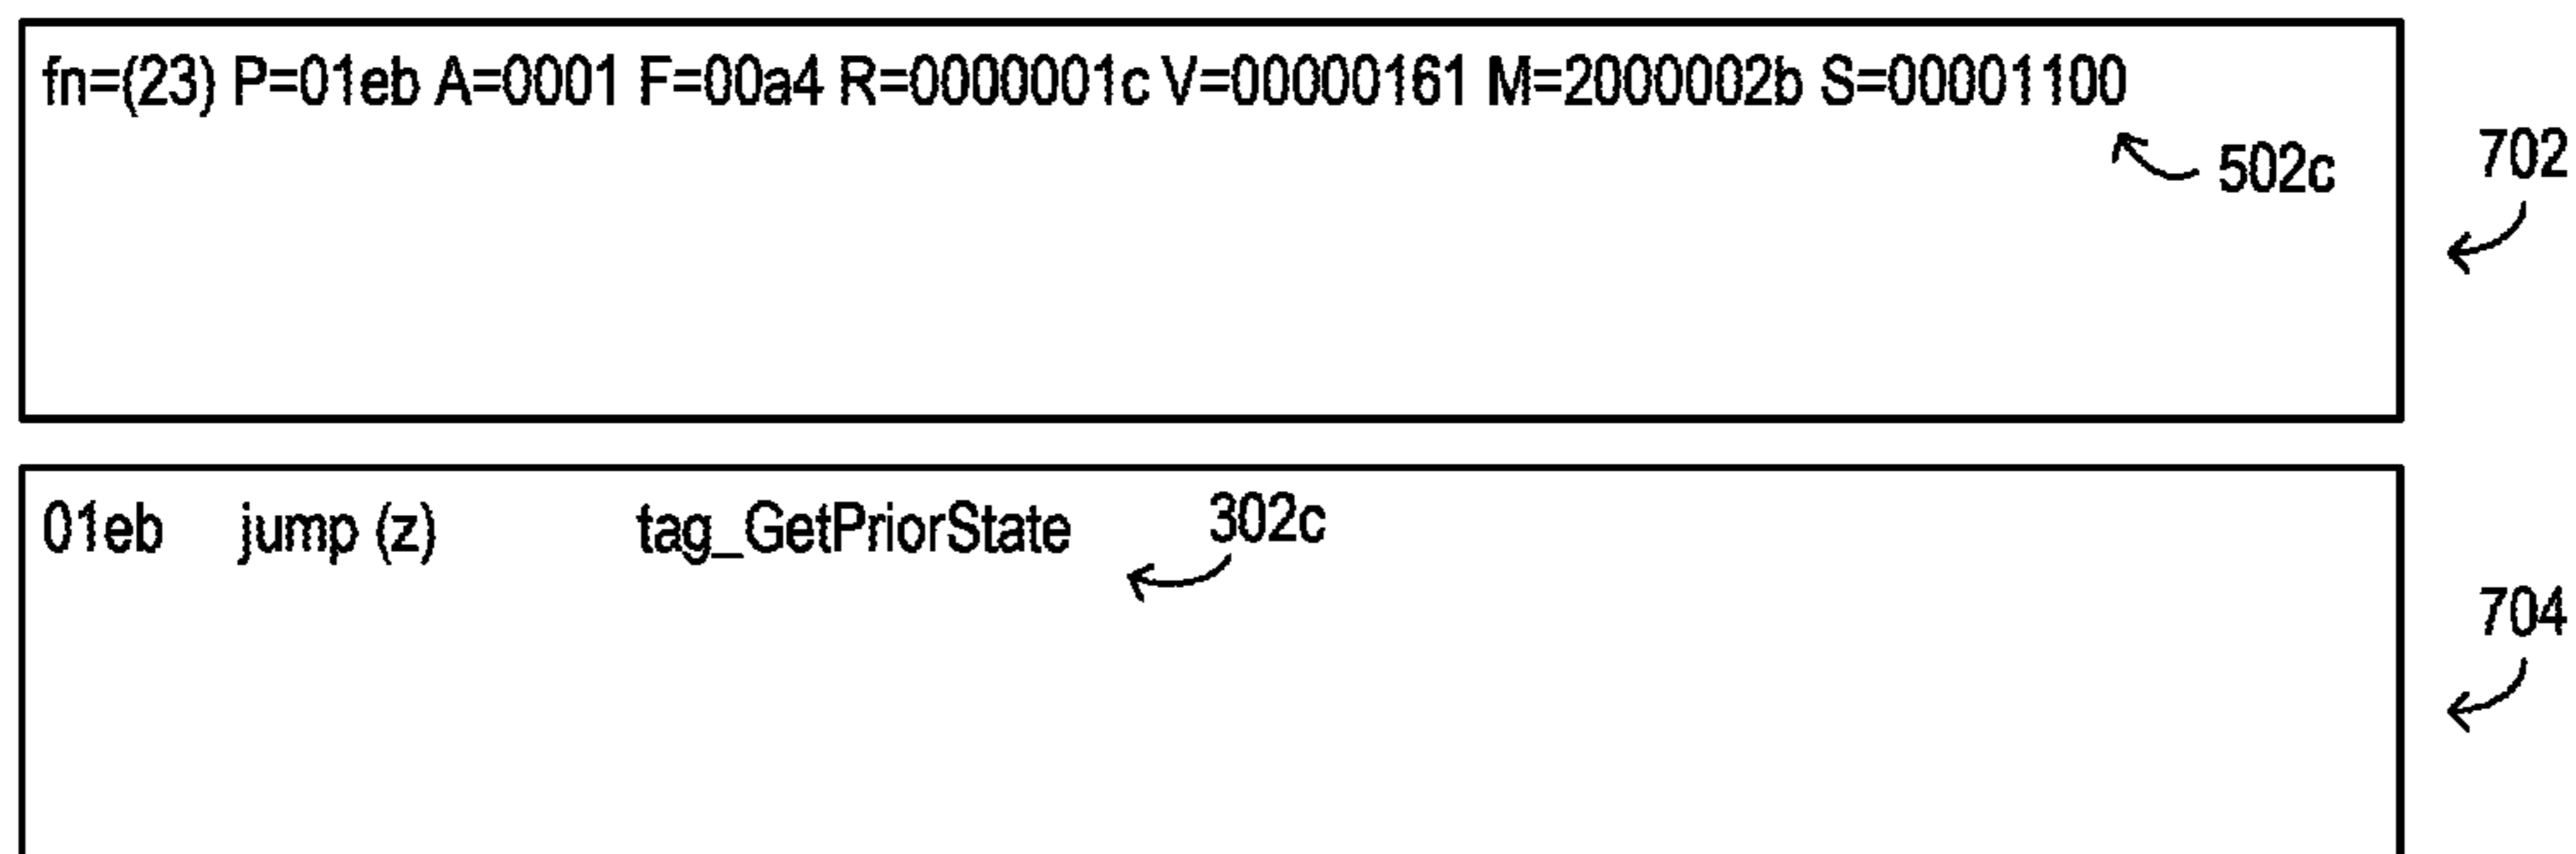 fn=(23) P=01eb A=0001 F=00a4 R=0000001c V=00000161 M=2000002b S=00001100
502c
702
01eb jump (z) tag_GetPriorState 302c
704